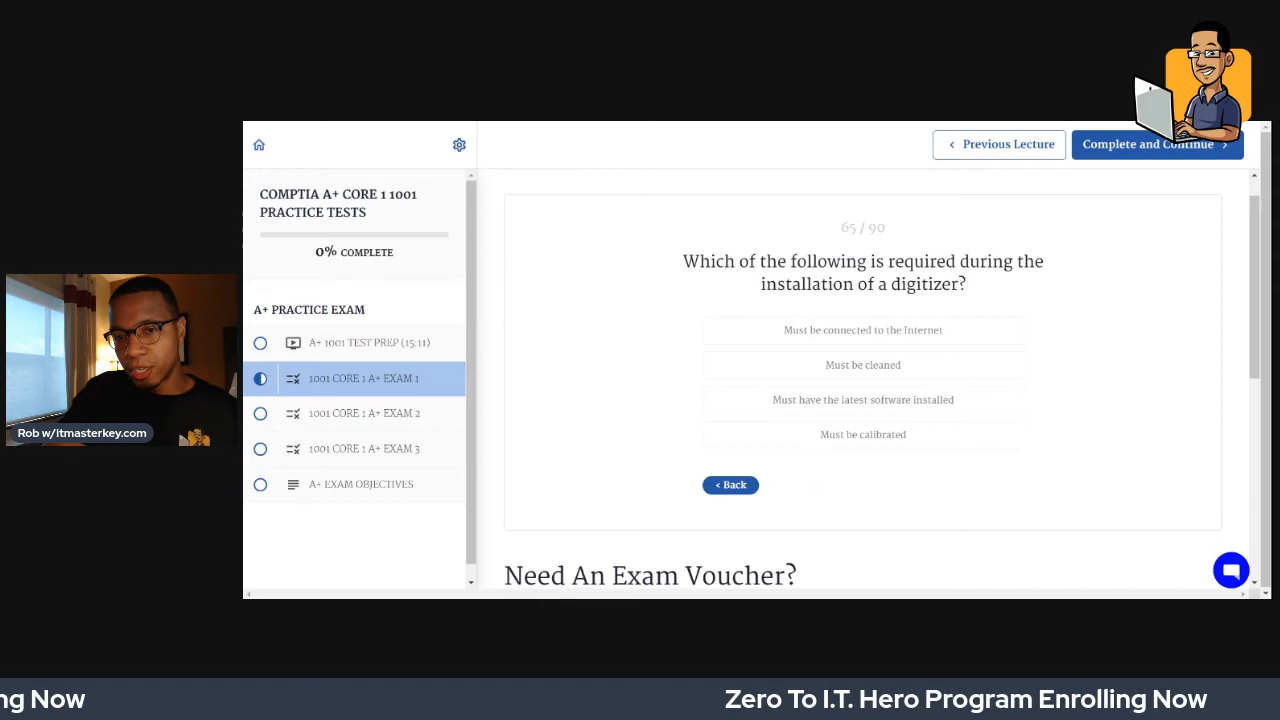 Previous Lecture
Complete and Continue
COMPTIA A+ CORE 1 1001
PRACTICE TESTS
0% COMPLETE
A+ PRACTICE EXAM
A+ 1001 TEST PREP (15:11)
1001 CORE 1 A+ EXAM 1
1001 CORE 1 A+ EXAM 2
1001 CORE 1 A+ EXAM 3
A+ EXAM OBJECTIVES
65 / 90
Which of the following is required during the
installation of a digitizer?
Must be connected to the Internet
Must be cleaned
Must have the latest software installed
Must be calibrated
< Back
Need An Exam Voucher?
Rob w/itmasterkey.com
ng Now
Zero To I.T. Hero Program Enrolling Now